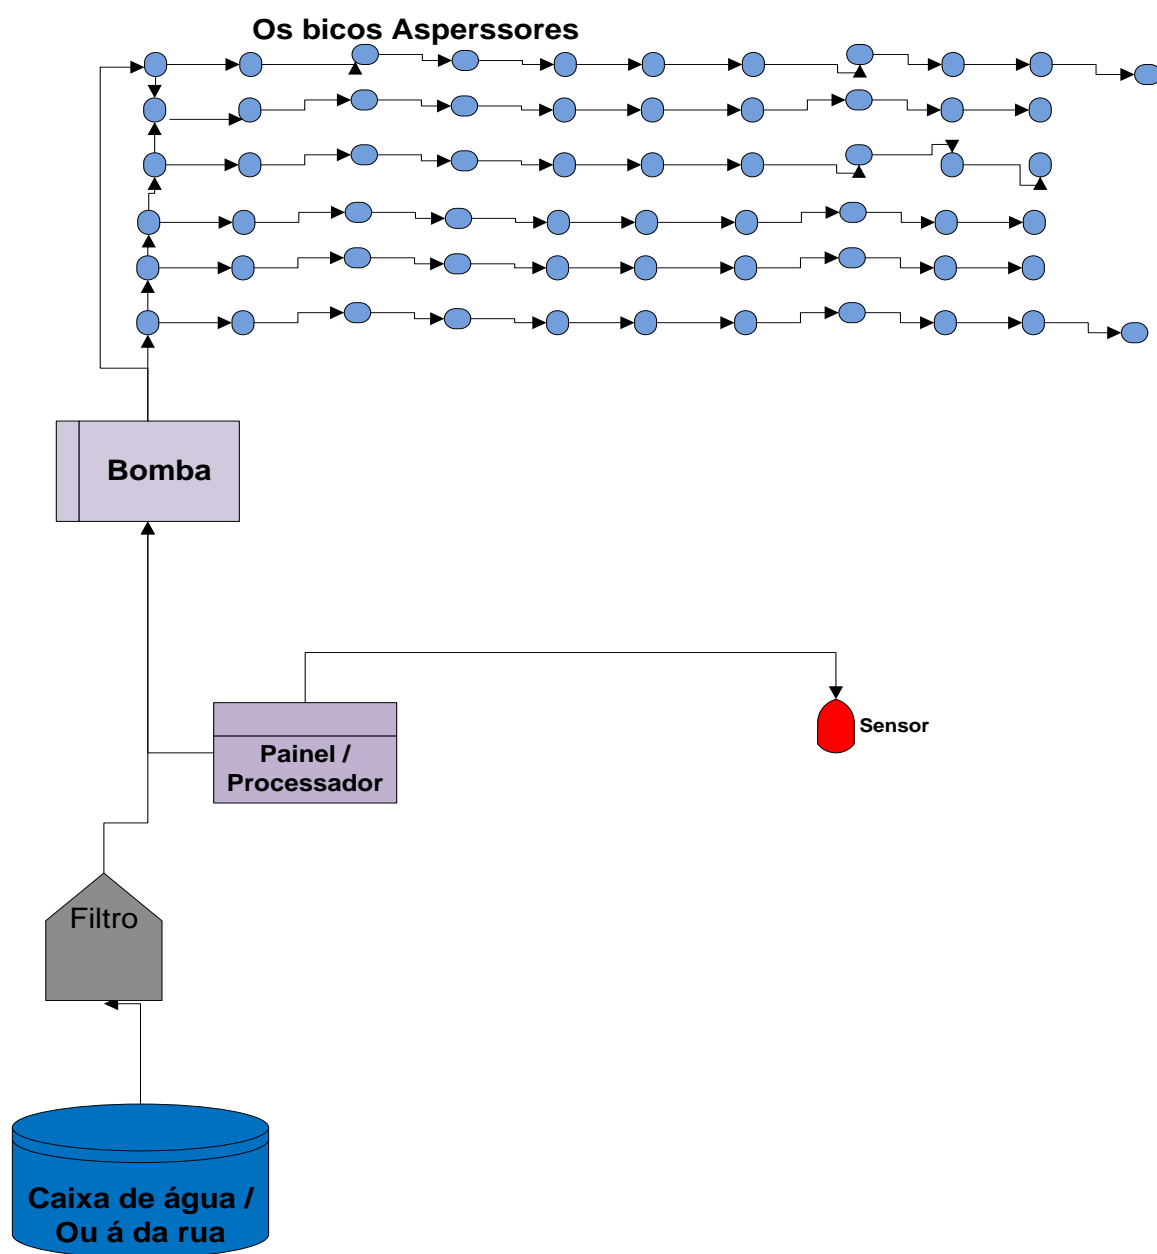 Os bicos Asperssores
Bomba
Painel /
Processador
Sensor
Filtro
Caixa de água /
Ou á da rua